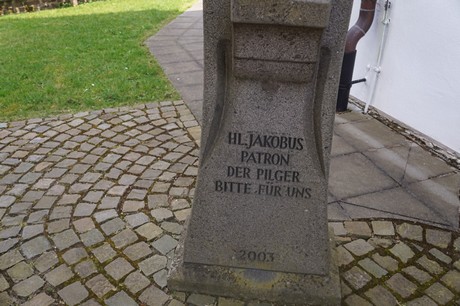 HL. JAKOBUS
PATRON
DER PILGER
BITTE FÜR UNS
2003